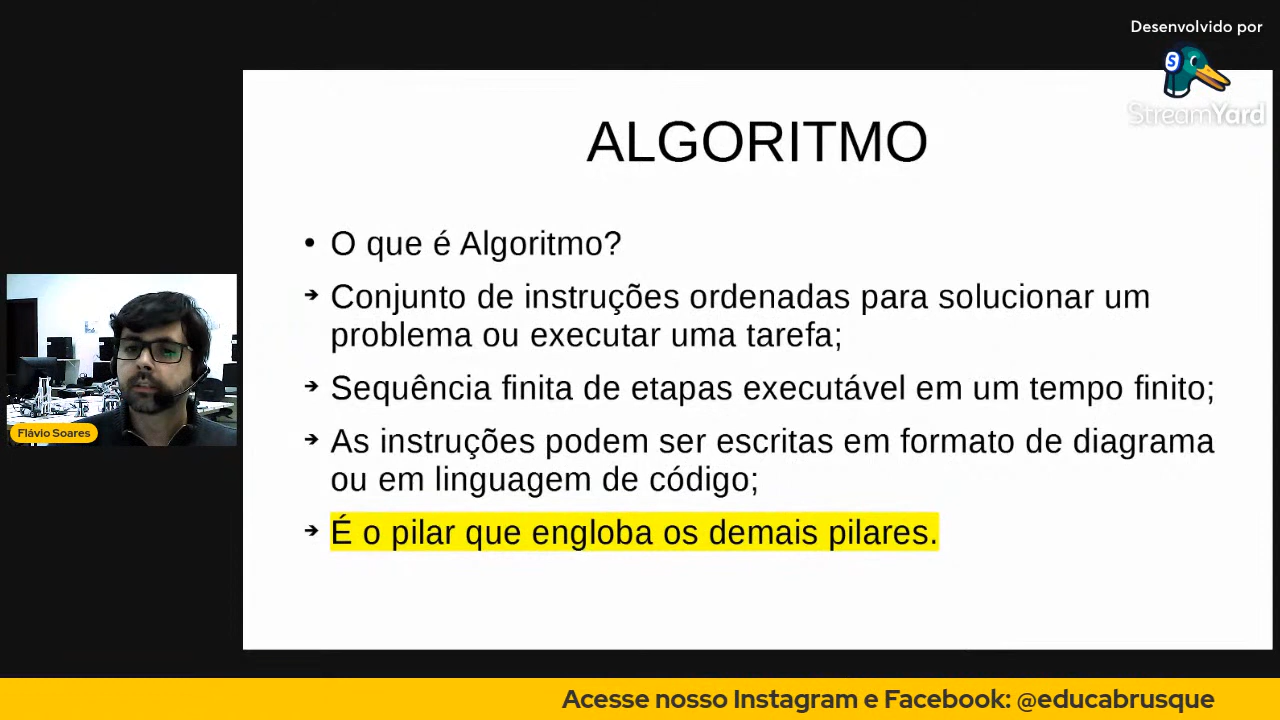 Desenvolvido por
StreamYard
ALGORITMO
• O que é Algoritmo?
➔ Conjunto de instruções ordenadas para solucionar um
problema ou executar uma tarefa;
➔ Sequência finita de etapas executável em um tempo finito;
➔ As instruções podem ser escritas em formato de diagrama
ou em linguagem de código;
➔ É o pilar que engloba os demais pilares.
Flávio Soares
Acesse nosso Instagram e Facebook: @educabrusque